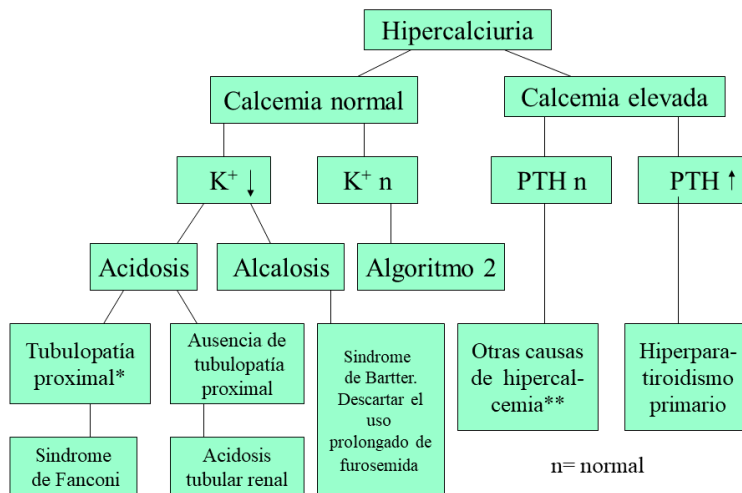 Hipercalciuria
Calcemia normal
Calcemia elevada
K⁺ ↓
K⁺ n
PTH n
PTH ↑
Acidosis
Alcalosis
Algoritmo 2
Tubulopatía
proximal*
Ausencia de
tubulopatía
proximal
Sindrome
de Bartter.
Descartar el
uso
prolongado de
furosemida
Otras causas
de hipercal-
cemia**
Hiperpara-
tiroidismo
primario
Sindrome
de Fanconi
Acidosis
tubular renal
n= normal